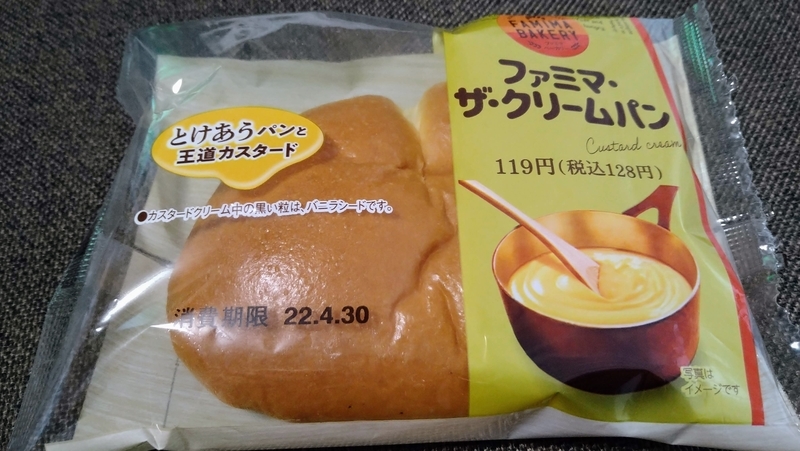 FAMIMA
BAKERY
ファミマ・
ザ・クリームパン
Custard cream
119円(税込128円)
とけあうパンと
王道カスタード
●カスタードクリーム中の黒い粒は、バニラシードです。
消費期限 22.4.30
写真は
イメージです